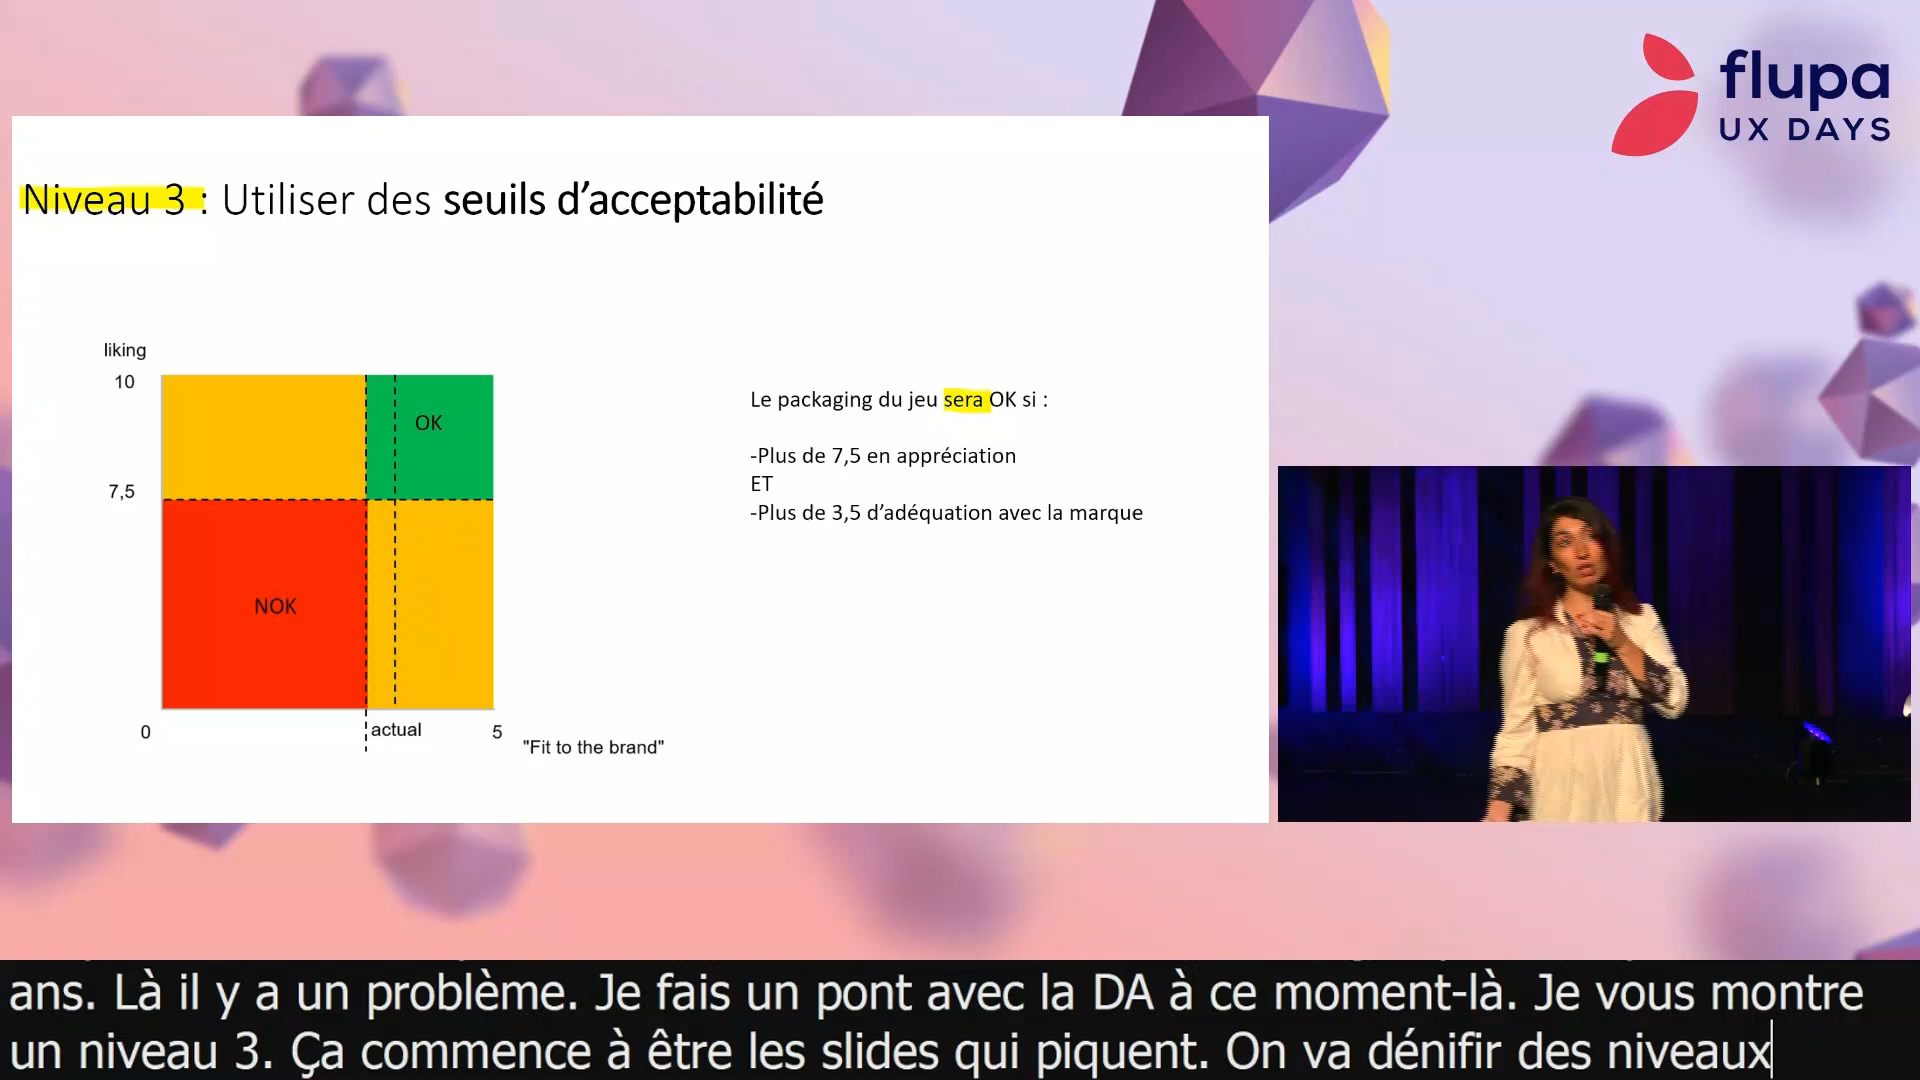 flupa
UX DAYS
Niveau 3 : Utiliser des seuils d’acceptabilité
liking
10
OK
7,5
NOK
0
actual
5
"Fit to the brand"
Le packaging du jeu sera OK si :
-Plus de 7,5 en appréciation
ET
-Plus de 3,5 d’adéquation avec la marque
ans. Là il y a un problème. Je fais un pont avec la DA à ce moment-là. Je vous montre
un niveau 3. Ça commence à être les slides qui piquent. On va dénifir des niveaux